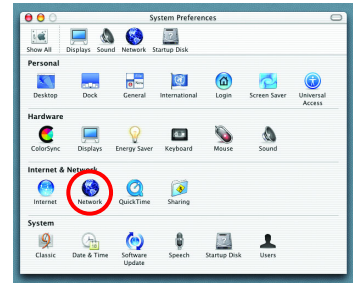 System Preferences
Show All Displays Sound Network Startup Disk
Personal
Desktop Dock General International Login Screen Saver Universal Access
Hardware
ColorSync Displays Energy Saver Keyboard Mouse Sound
Internet & Network
Internet Network QuickTime Sharing
System
Classic Date & Time Software Update Speech Startup Disk Users